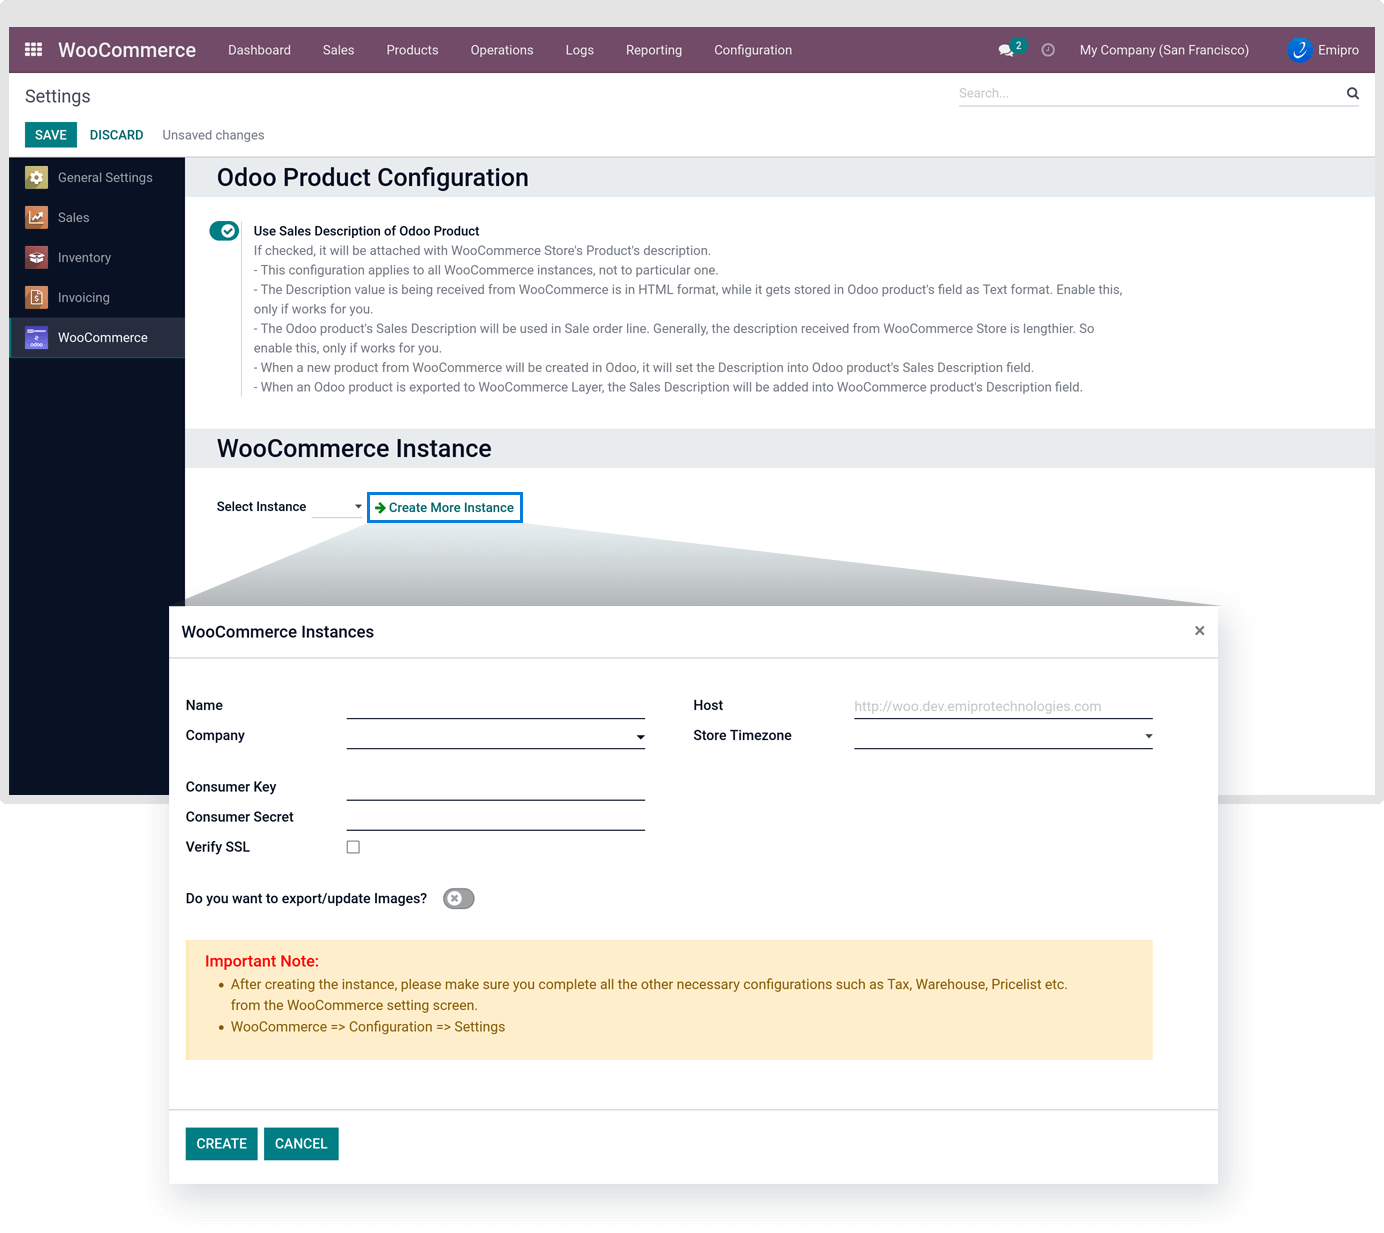 WooCommerce Dashboard Sales Products Operations Logs Reporting Configuration 2 My Company (San Francisco) Emipro
Settings Search...
SAVE DISCARD Unsaved changes
General Settings
Sales
Inventory
Invoicing
WooCommerce
Odoo Product Configuration
Use Sales Description of Odoo Product
If checked, it will be attached with WooCommerce Store's Product's description.
- This configuration applies to all WooCommerce instances, not to particular one.
- The Description value is being received from WooCommerce is in HTML format, while it gets stored in Odoo product's field as Text format. Enable this,
only if works for you.
- The Odoo product's Sales Description will be used in Sale order line. Generally, the description received from WooCommerce Store is lengthier. So
enable this, only if works for you.
- When a new product from WooCommerce will be created in Odoo, it will set the Description into Odoo product's Sales Description field.
- When an Odoo product is exported to WooCommerce Layer, the Sales Description will be added into WooCommerce product's Description field.
WooCommerce Instance
Select Instance Create More Instance
WooCommerce Instances
Name
Host http://woo.dev.emiprotechnologies.com
Company
Store Timezone
Consumer Key
Consumer Secret
Verify SSL
Do you want to export/update Images?
Important Note:
• After creating the instance, please make sure you complete all the other necessary configurations such as Tax, Warehouse, Pricelist etc.
from the WooCommerce setting screen.
• WooCommerce => Configuration => Settings
CREATE CANCEL